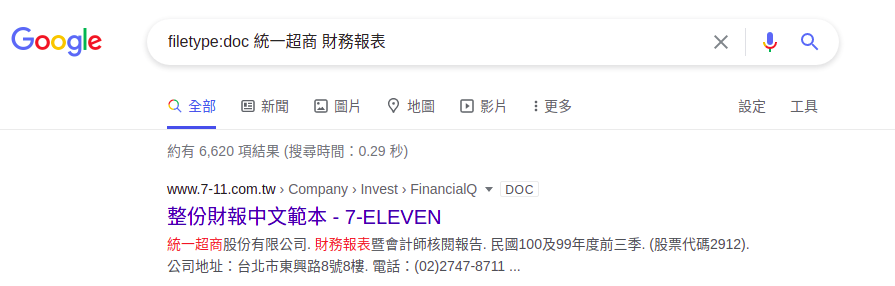 Google
filetype:doc 統一超商 財務報表
全部 新聞 圖片 地圖 影片 更多 設定 工具
約有 6,620 項結果 (搜尋時間：0.29 秒)
www.7-11.com.tw › Company › Invest › FinancialQ DOC
整份財報中文範本 - 7-ELEVEN
統一超商股份有限公司. 財務報表暨會計師核閱報告. 民國100及99年度前三季. (股票代碼2912).
公司地址：台北市東興路8號8樓. 電話：(02)2747-8711 ...